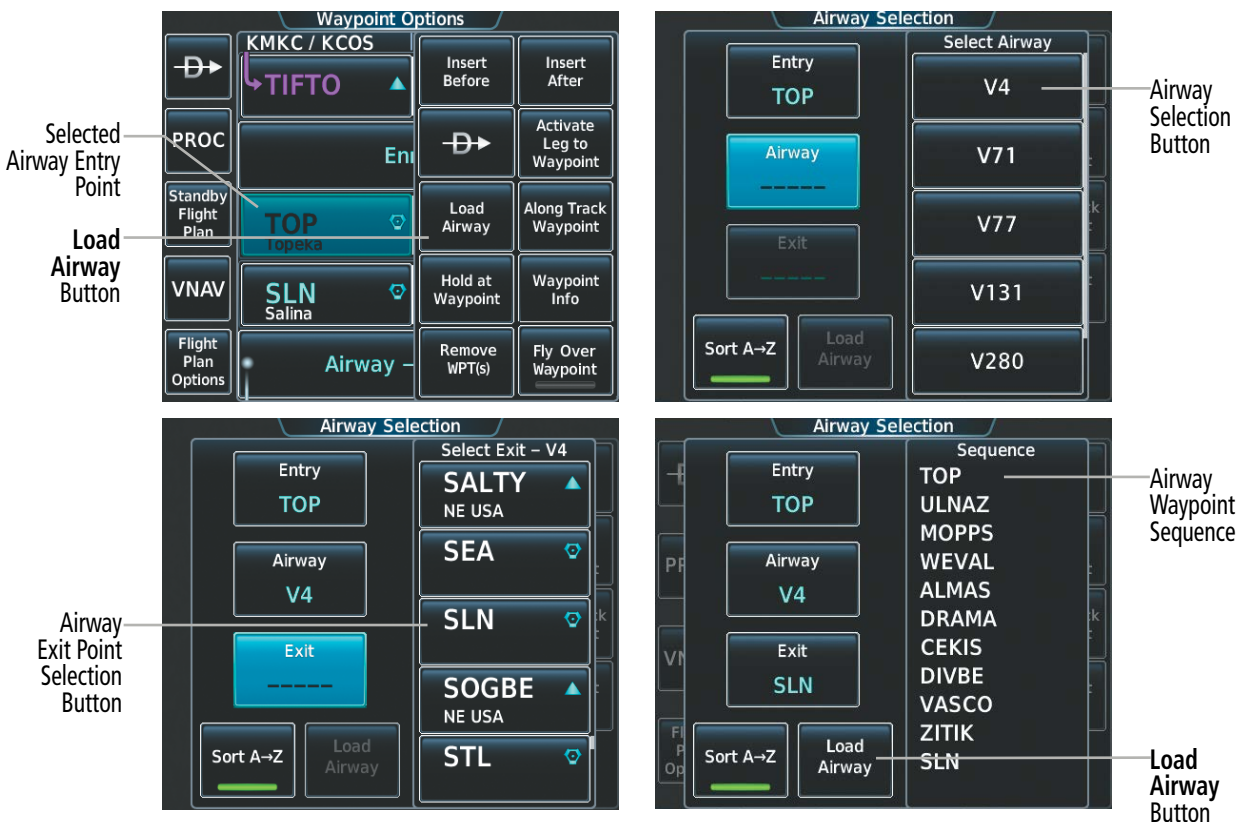 Waypoint Options
KMKC / KCOS
TIFTO
PROC
Enr
Standby
Flight
Plan
TOP
Topeka
VNAV
SLN
Salina
Flight
Plan
Options
Airway –
Insert
Before
Insert
After
Activate
Leg to
Waypoint
Load
Airway
Along Track
Waypoint
Hold at
Waypoint
Waypoint
Info
Remove
WPT(s)
Fly Over
Waypoint
Selected
Airway Entry
Point
Load
Airway
Button
Airway Selection
Entry
TOP
Airway
_____
Exit
_____
Sort A→Z
Load
Airway
Select Airway
V4
V71
V77
V131
V280
Airway
Selection
Button
Airway Selection
Entry
TOP
Airway
V4
Exit
_____
Sort A→Z
Load
Airway
Select Exit – V4
SALTY
NE USA
SEA
SLN
SOGBE
NE USA
STL
Airway
Exit Point
Selection
Button
Airway Selection
Entry
TOP
Airway
V4
Exit
SLN
Sort A→Z
Load
Airway
Sequence
TOP
ULNAZ
MOPPS
WEVAL
ALMAS
DRAMA
CEKIS
DIVBE
VASCO
ZITIK
SLN
Airway
Waypoint
Sequence
Load
Airway
Button